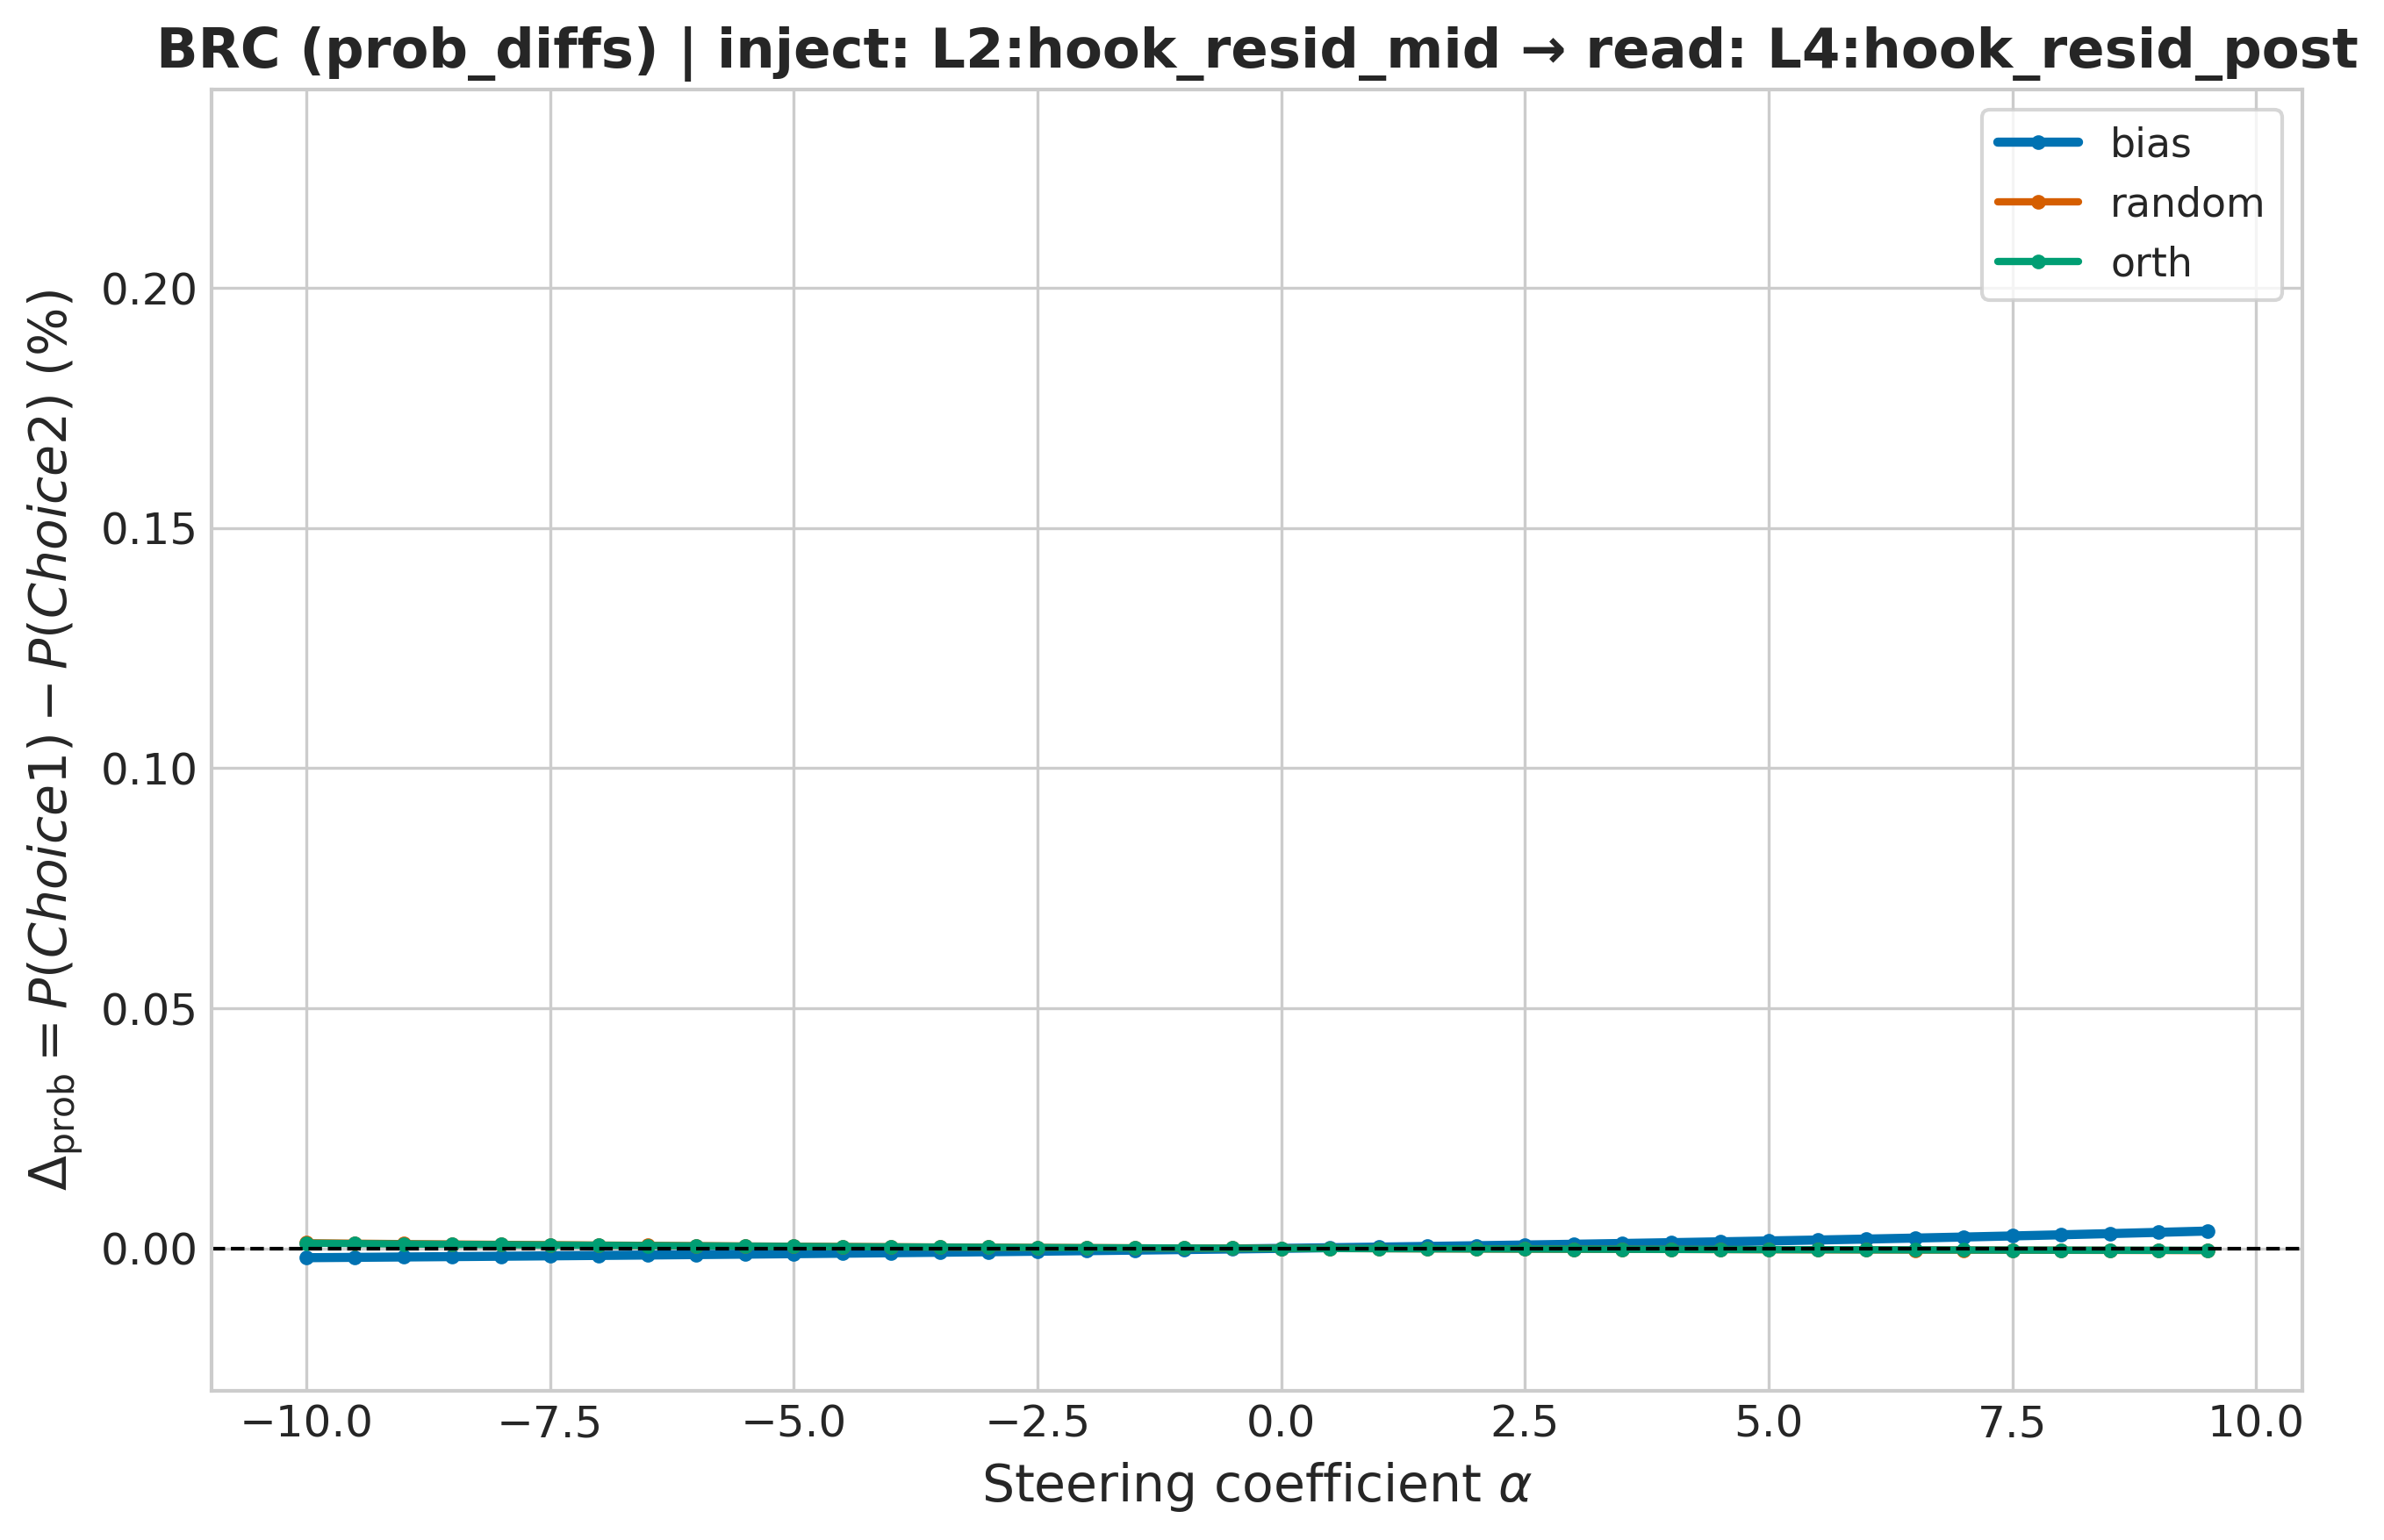 BRC (prob_diffs) | inject: L2:hook_resid_mid → read: L4:hook_resid_post
bias
random
orth
Δprob = P(Choice1) − P(Choice2) (%)
0.20
0.15
0.10
0.05
0.00
−10.0 −7.5 −5.0 −2.5 0.0 2.5 5.0 7.5 10.0
Steering coefficient α